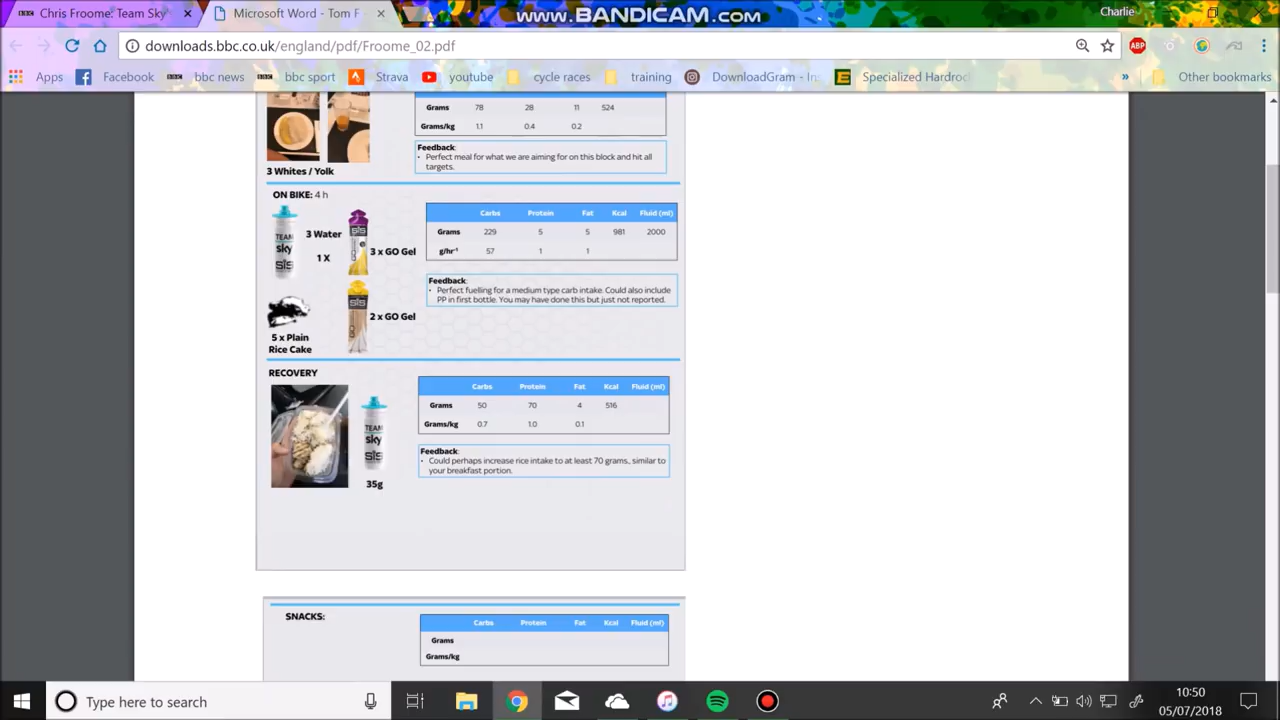 Chris Froome: Team Sky
Microsoft Word - Tom F
www.BANDICAM.com
Charlie
downloads.bbc.co.uk/england/pdf/Froome_02.pdf
ABP
Apps
Facebook
bbc news
bbc sport
Strava
youtube
cycle races
training
DownloadGram - In
Specialized Hardroc
»
Other bookmarks
Grams 78 28 11 524
Grams/kg 1.1 0.4 0.2
Feedback:
• Perfect meal for what we are aiming for on this block and hit all
targets.
3 Whites / Yolk
ON BIKE: 4 h
Carbs Protein Fat Kcal Fluid (ml)
Grams 229 5 5 981 2000
g/hr⁻¹ 57 1 1
TEAM
sky
SiS
3 Water
1 X
SiS
3 x GO Gel
Feedback:
• Perfect fuelling for a medium type carb intake. Could also include
PP in first bottle. You may have done this but just not reported.
SiS
2 x GO Gel
5 x Plain
Rice Cake
RECOVERY
Carbs Protein Fat Kcal Fluid (ml)
Grams 50 70 4 516
Grams/kg 0.7 1.0 0.1
TEAM
sky
SiS
Feedback:
• Could perhaps increase rice intake to at least 70 grams., similar to
your breakfast portion.
35g
SNACKS:
Carbs Protein Fat Kcal Fluid (ml)
Grams
Grams/kg
Type here to search
10:50
05/07/2018